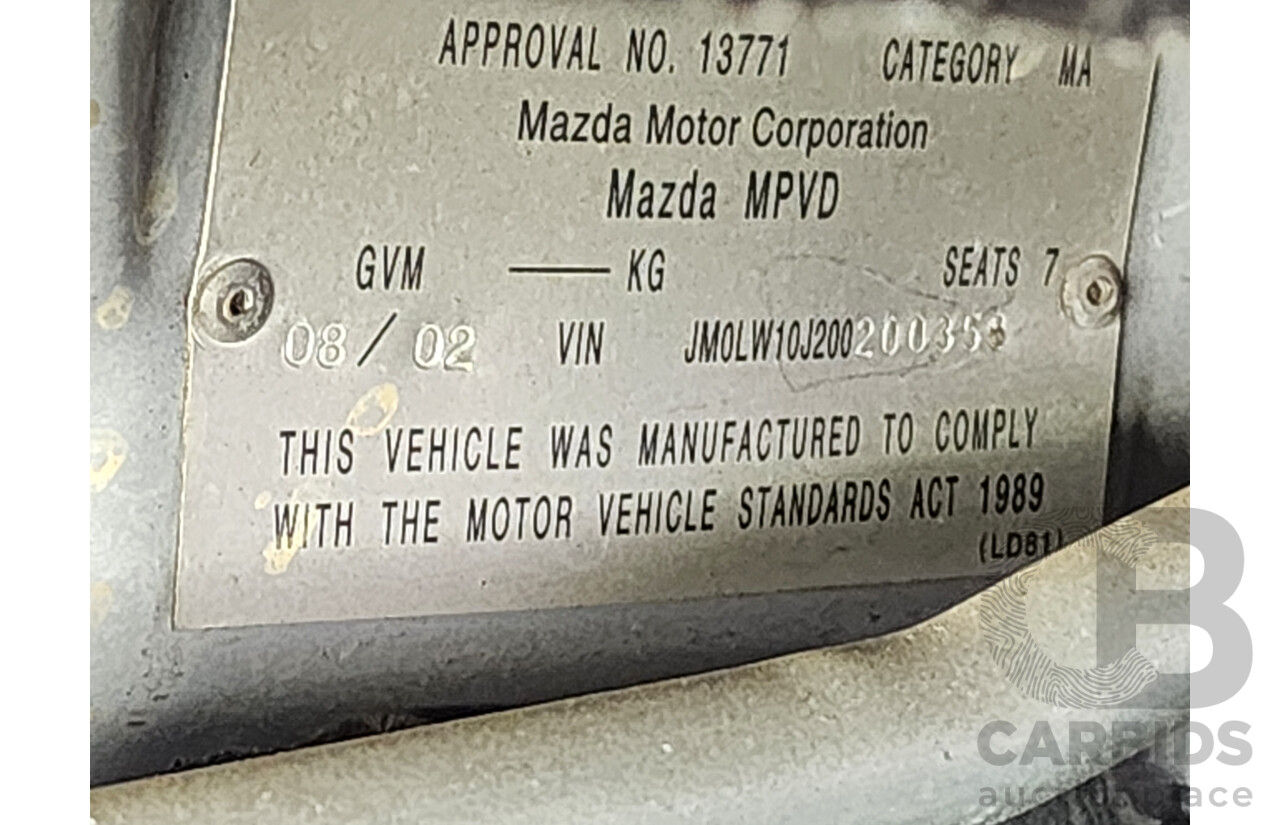 APPROVAL NO. 13771 CATEGORY MA
Mazda Motor Corporation
Mazda MPVD
GVM —— KG SEATS 7
08/02 VIN JM0LW10J200200353
THIS VEHICLE WAS MANUFACTURED TO COMPLY
WITH THE MOTOR VEHICLE STANDARDS ACT 1989
(LD81)
CARBIDS
auctionplace